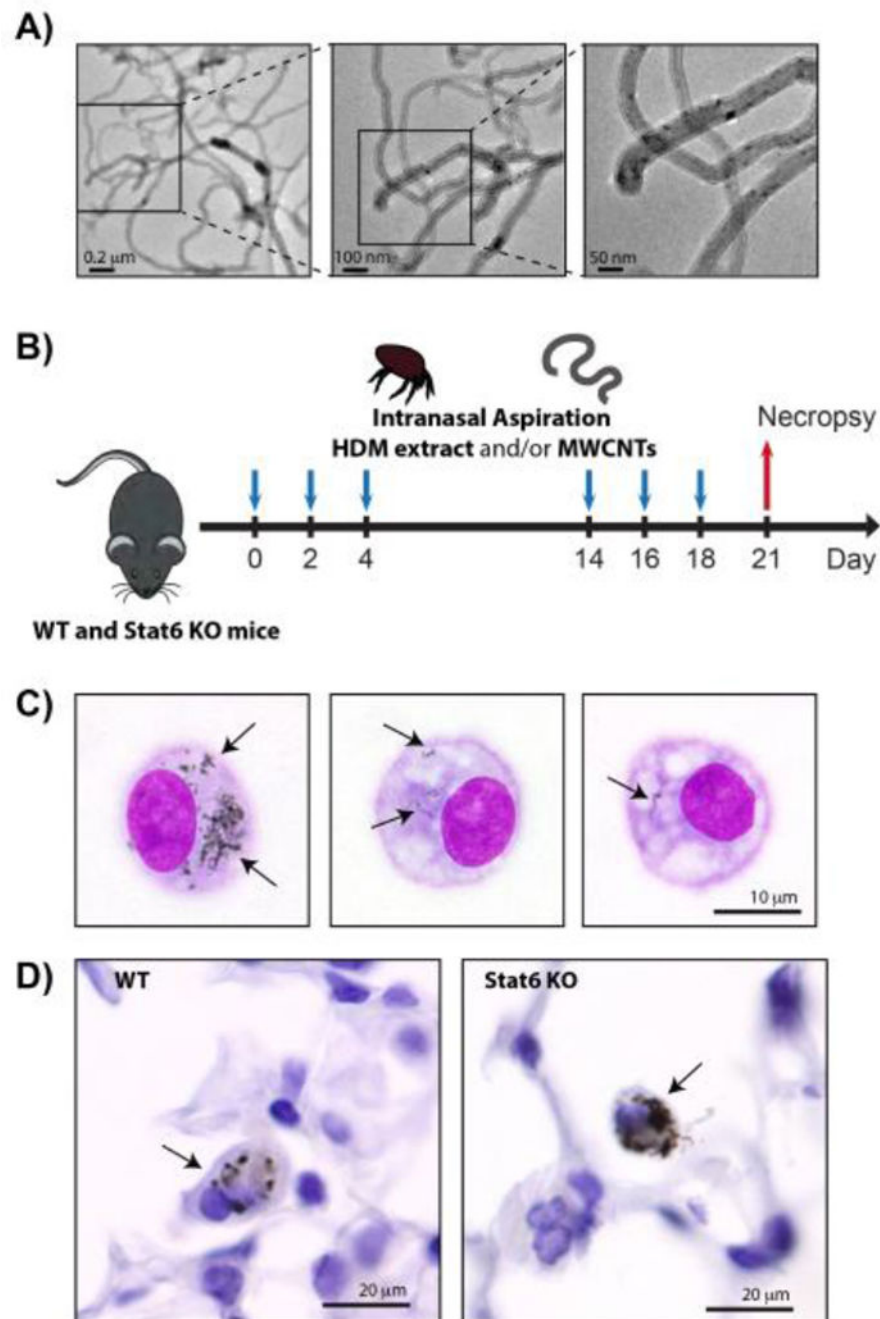 A)
0.2 μm
100 nm
50 nm
B)
Intranasal Aspiration
HDM extract and/or MWCNTs
Necropsy
0 2 4 14 16 18 21 Day
WT and Stat6 KO mice
C)
10 μm
D)
WT
Stat6 KO
20 μm
20 μm